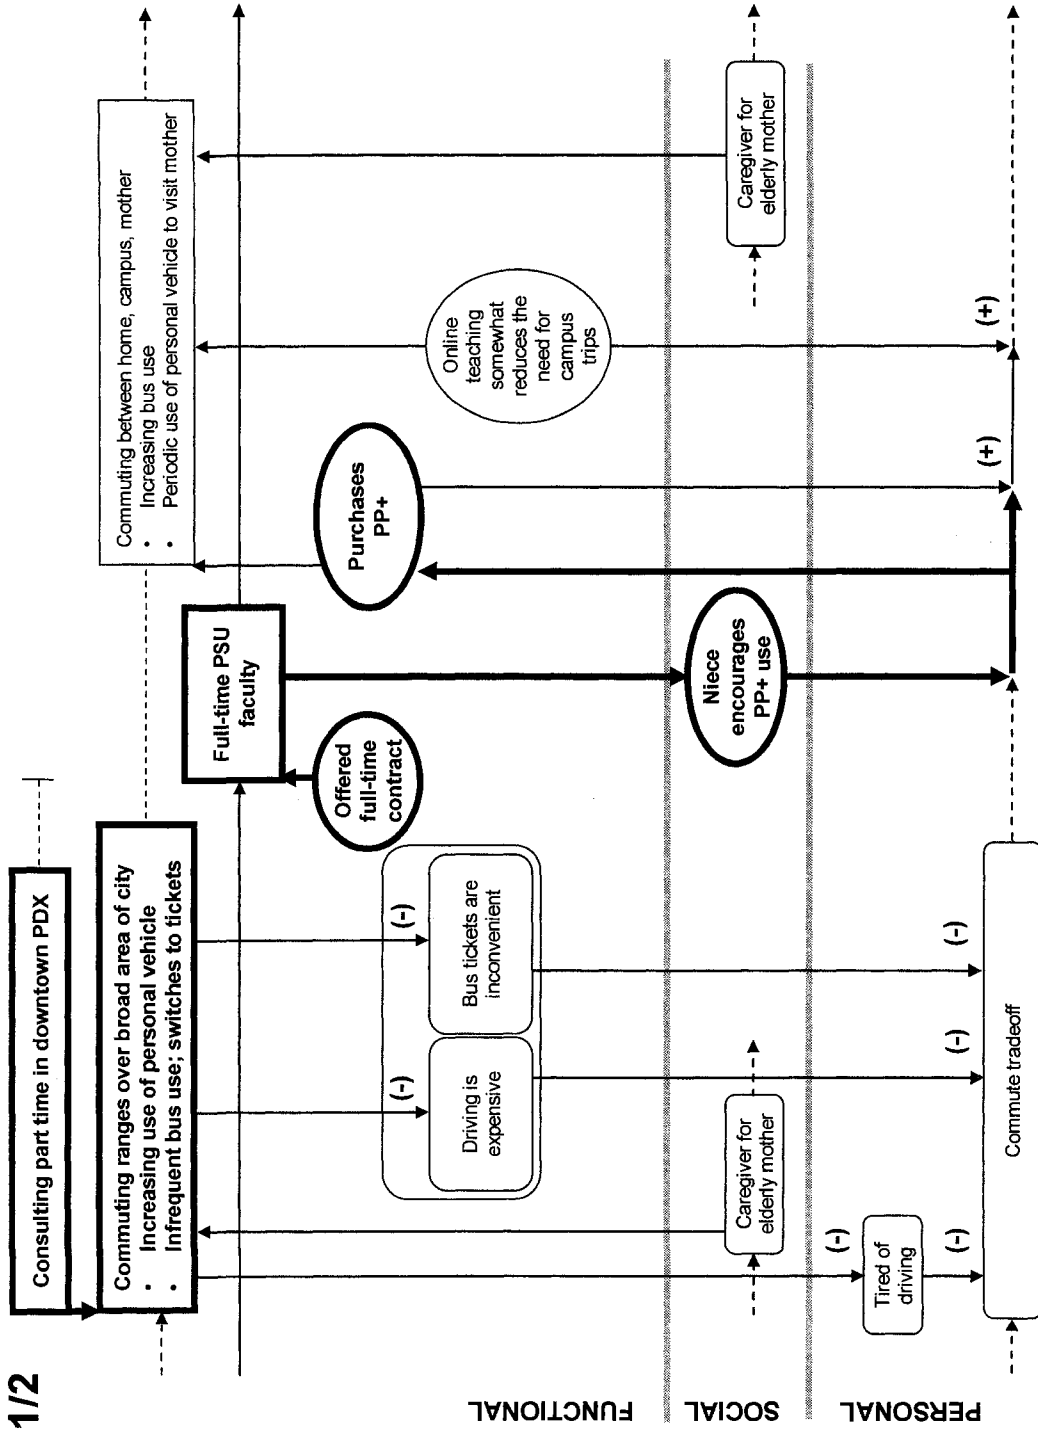 1/2
Consulting part time in downtown PDX
Commuting ranges over broad area of city
• Increasing use of personal vehicle
• Infrequent bus use; switches to tickets
Commuting between home, campus, mother
• Increasing bus use
• Periodic use of personal vehicle to visit mother
Full-time PSU
faculty
Offered
full-time
contract
Purchases
PP+
Online
teaching
somewhat
reduces the
need for
campus
trips
(-)
(-)
Driving is
expensive
Bus tickets are
inconvenient
FUNCTIONAL
Caregiver for
elderly mother
Niece
encourages
PP+ use
Caregiver for
elderly mother
SOCIAL
(-)
Tired of
driving
(-)
(-)
(-)
(+)
(+)
Commute tradeoff
PERSONAL